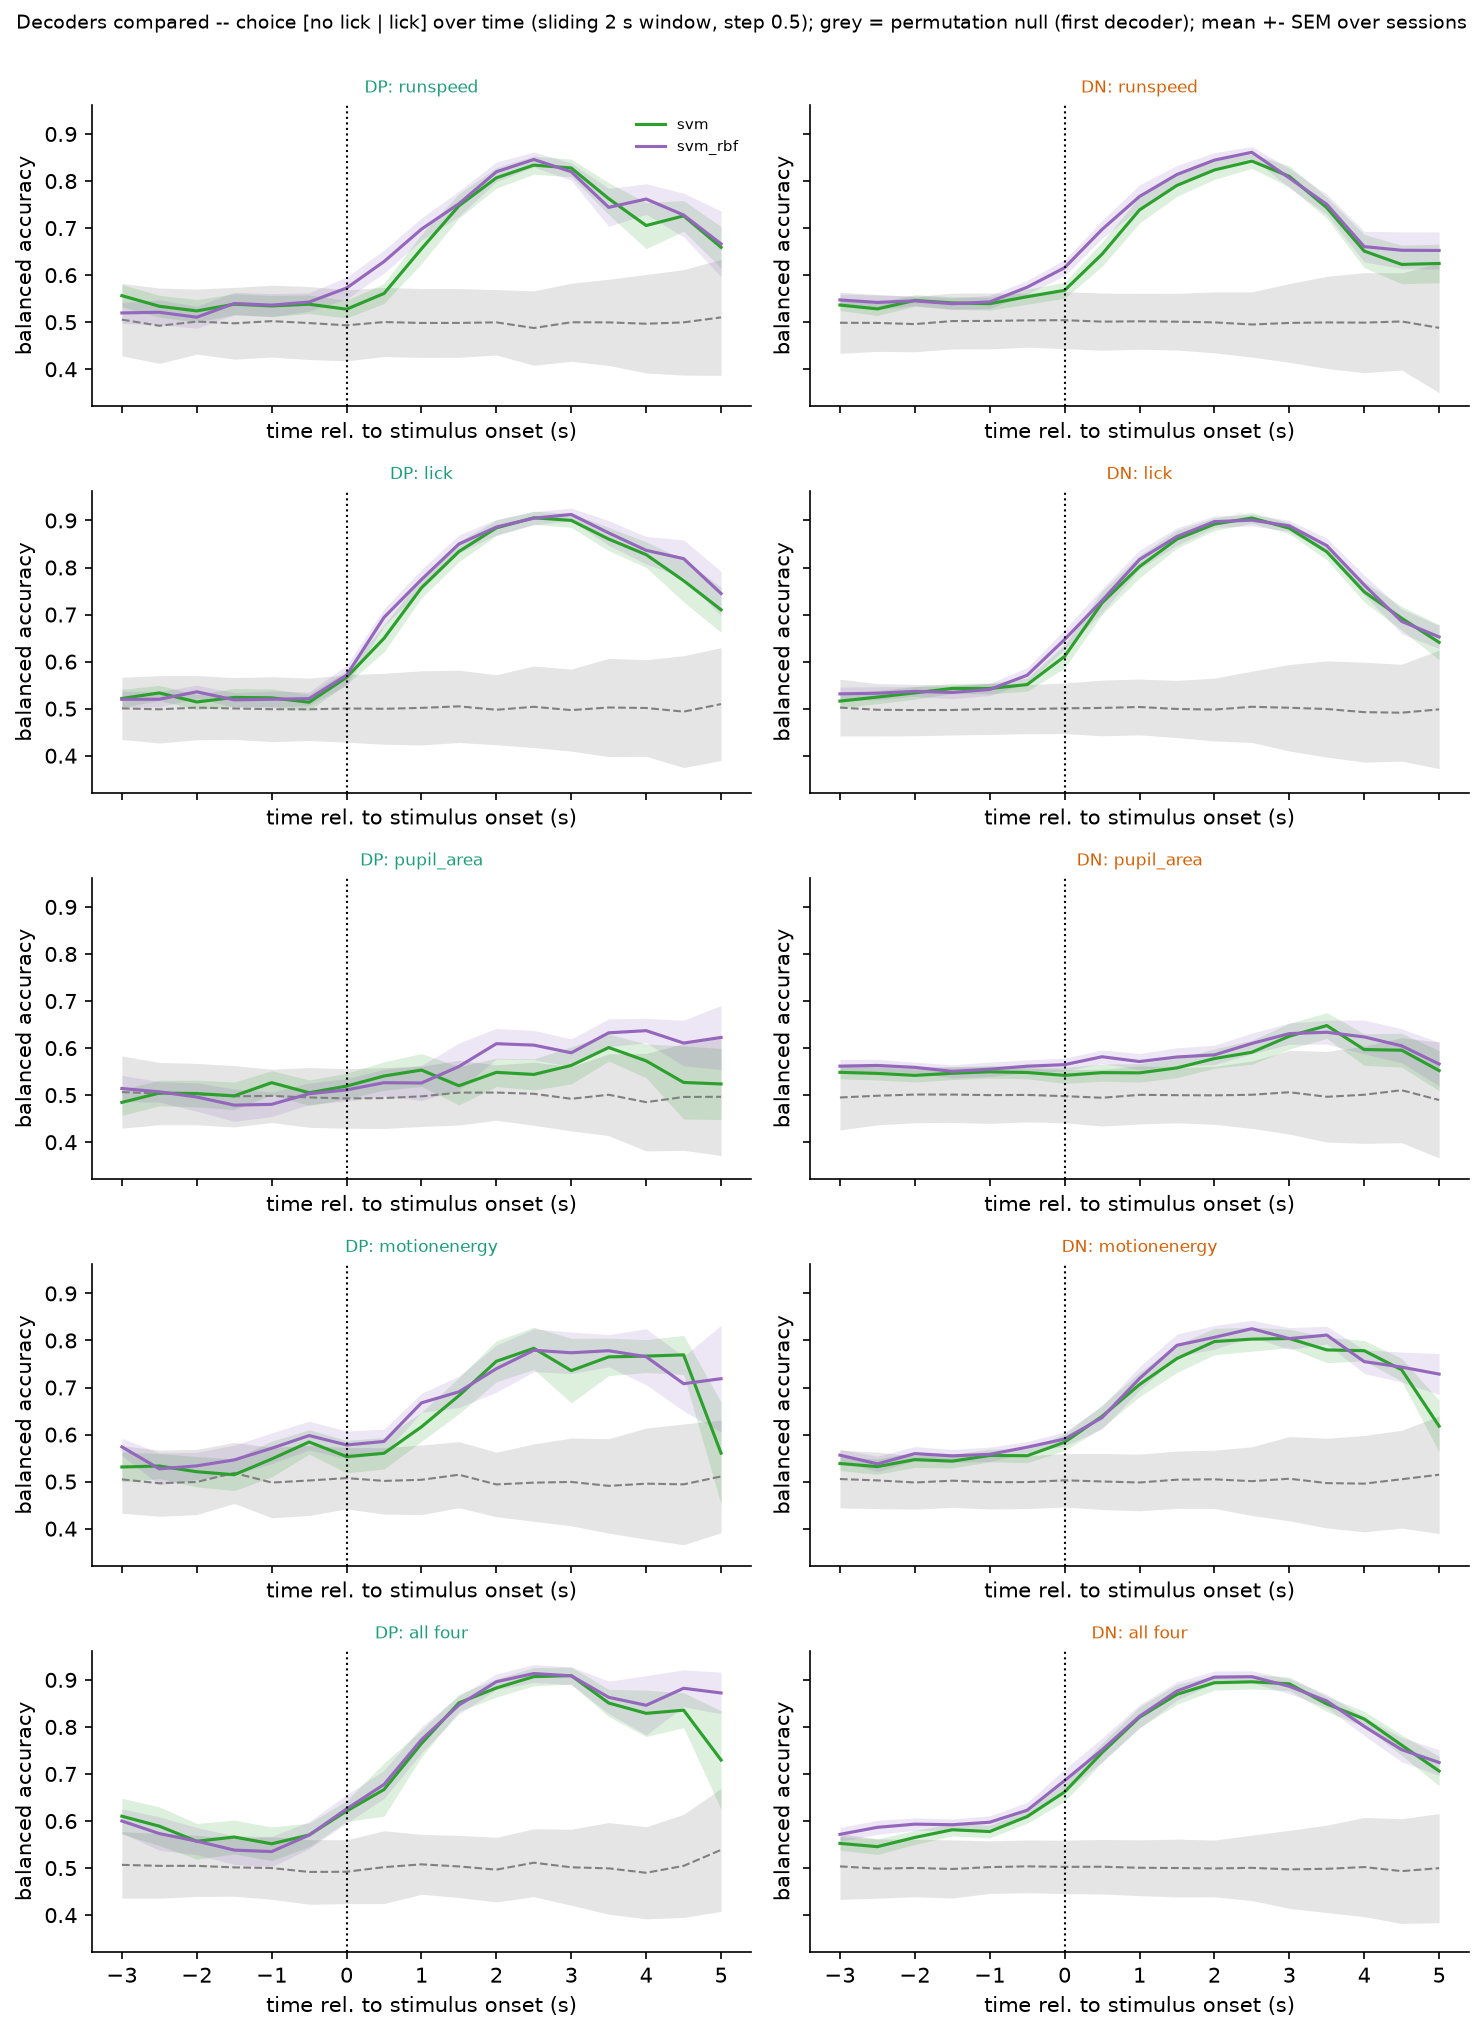 Decoders compared -- choice [no lick | lick] over time (sliding 2 s window, step 0.5); grey = permutation null (first decoder); mean +- SEM over sessions
DP: runspeed
DN: runspeed
svm
svm_rbf
0.9
0.8
0.7
0.6
0.5
0.4
balanced accuracy
balanced accuracy
time rel. to stimulus onset (s)
time rel. to stimulus onset (s)
DP: lick
DN: lick
0.9
0.8
0.7
0.6
0.5
0.4
balanced accuracy
balanced accuracy
time rel. to stimulus onset (s)
time rel. to stimulus onset (s)
DP: pupil_area
DN: pupil_area
0.9
0.8
0.7
0.6
0.5
0.4
balanced accuracy
balanced accuracy
time rel. to stimulus onset (s)
time rel. to stimulus onset (s)
DP: motionenergy
DN: motionenergy
0.9
0.8
0.7
0.6
0.5
0.4
balanced accuracy
balanced accuracy
time rel. to stimulus onset (s)
time rel. to stimulus onset (s)
DP: all four
DN: all four
0.9
0.8
0.7
0.6
0.5
0.4
balanced accuracy
balanced accuracy
−3 −2 −1 0 1 2 3 4 5
−3 −2 −1 0 1 2 3 4 5
time rel. to stimulus onset (s)
time rel. to stimulus onset (s)